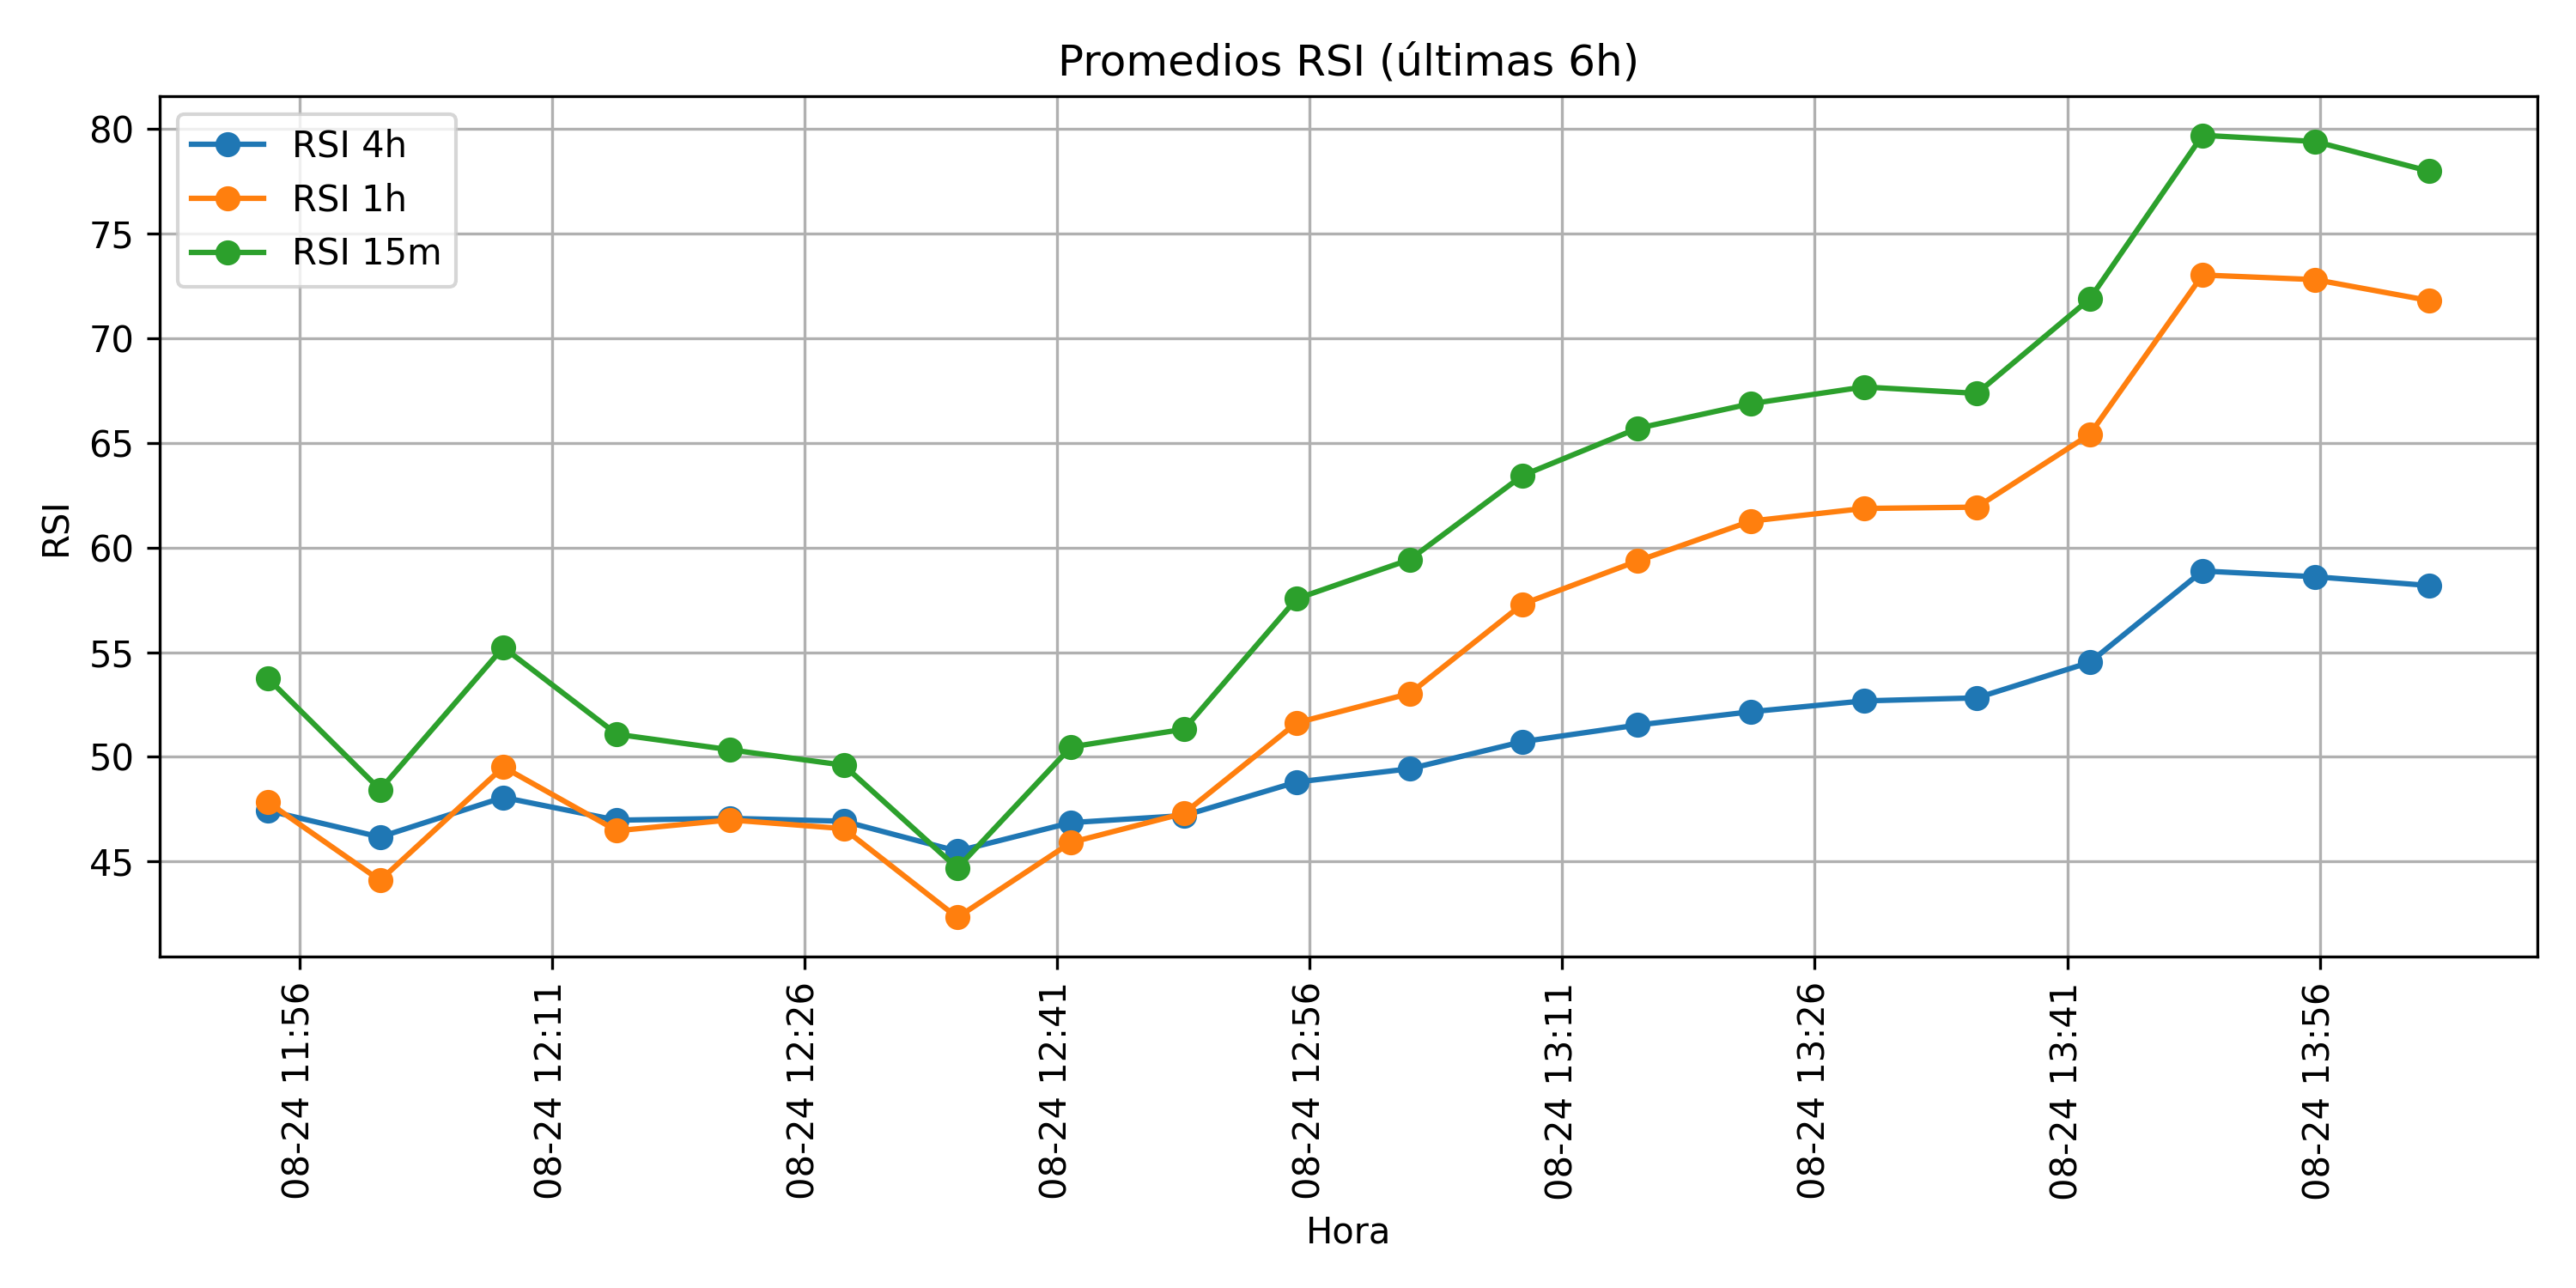 Promedios RSI (últimas 6h)
RSI 4h
RSI 1h
RSI 15m
RSI
80
75
70
65
60
55
50
45
08-24 11:56
08-24 12:11
08-24 12:26
08-24 12:41
08-24 12:56
08-24 13:11
08-24 13:26
08-24 13:41
08-24 13:56
Hora